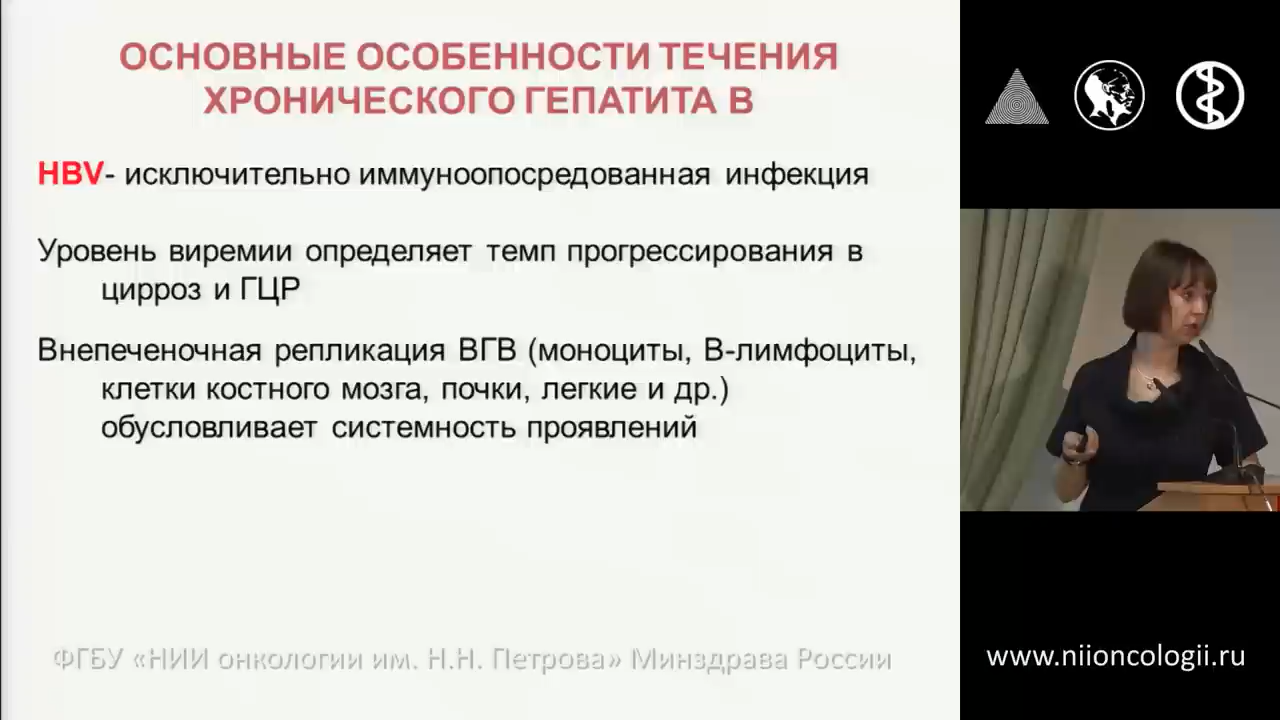 ОСНОВНЫЕ ОСОБЕННОСТИ ТЕЧЕНИЯ
ХРОНИЧЕСКОГО ГЕПАТИТА В
HBV- исключительно иммуноопосредованная инфекция
Уровень виремии определяет темп прогрессирования в
цирроз и ГЦР
Внепеченочная репликация ВГВ (моноциты, В-лимфоциты,
клетки костного мозга, почки, легкие и др.)
обусловливает системность проявлений
ФГБУ «НИИ онкологии им. Н.Н. Петрова» Минздрава России
www.niioncologii.ru